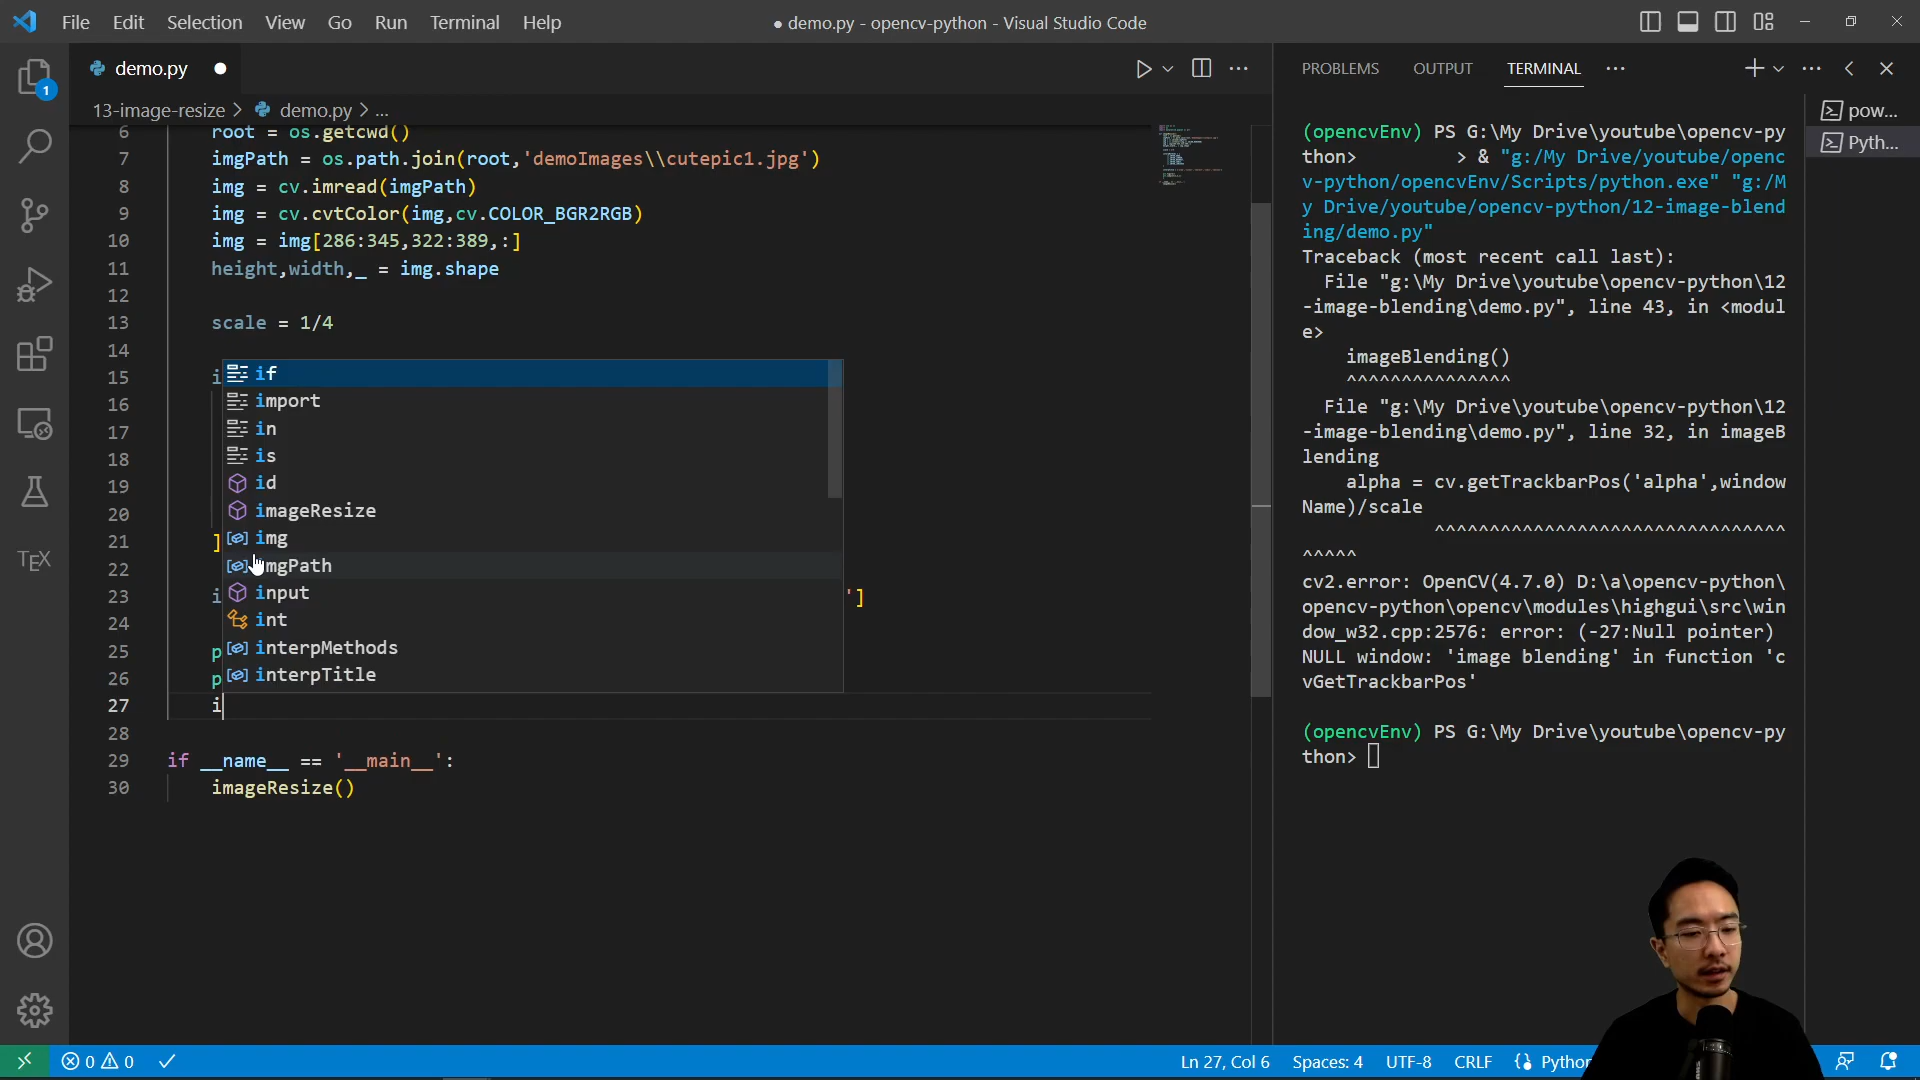 File Edit Selection View Go Run Terminal Help
● demo.py - opencv-python - Visual Studio Code
demo.py
13-image-resize > demo.py > ...
6 root = os.getcwd()
7 imgPath = os.path.join(root,'demoImages\\cutepic1.jpg')
8 img = cv.imread(imgPath)
9 img = cv.cvtColor(img,cv.COLOR_BGR2RGB)
10 img = img[286:345,322:389,:]
11 height,width,_ = img.shape
12
13 scale = 1/4
14
15 i
16
17
18
19
20
21 ]
22
23 i ']
24
25 p
26 p
27 i
28
29 if __name__ == '__main__':
30 imageResize()
if
import
in
is
id
imageResize
img
imgPath
input
int
interpMethods
interpTitle
PROBLEMS OUTPUT TERMINAL ...
pow...
Pyth...
(opencvEnv) PS G:\My Drive\youtube\opencv-py
thon> > & "g:/My Drive/youtube/openc
v-python/opencvEnv/Scripts/python.exe" "g:/M
y Drive/youtube/opencv-python/12-image-blend
ing/demo.py"
Traceback (most recent call last):
File "g:\My Drive\youtube\opencv-python\12
-image-blending\demo.py", line 43, in <modul
e>
imageBlending()
^^^^^^^^^^^^^^^
File "g:\My Drive\youtube\opencv-python\12
-image-blending\demo.py", line 32, in imageB
lending
alpha = cv.getTrackbarPos('alpha',window
Name)/scale
^^^^^^^^^^^^^^^^^^^^^^^^^^^^^^^^
^^^^^
cv2.error: OpenCV(4.7.0) D:\a\opencv-python\
opencv-python\opencv\modules\highgui\src\win
dow_w32.cpp:2576: error: (-27:Null pointer)
NULL window: 'image blending' in function 'c
vGetTrackbarPos'
(opencvEnv) PS G:\My Drive\youtube\opencv-py
thon>
1
TEX
0 0
Ln 27, Col 6 Spaces: 4 UTF-8 CRLF Python